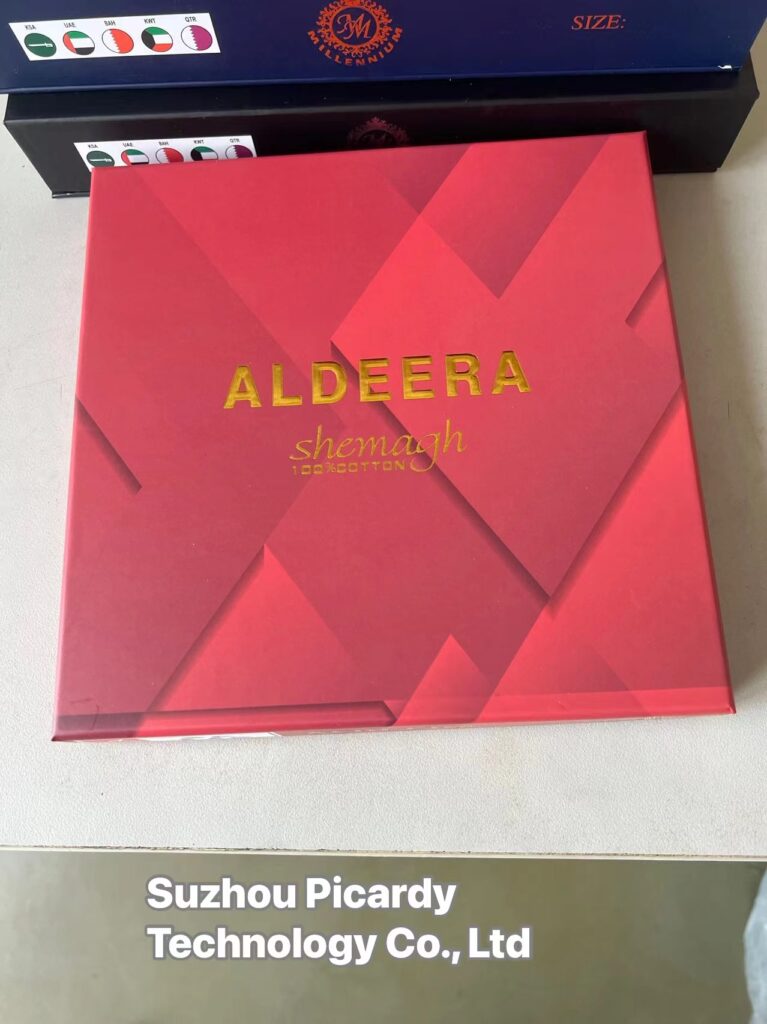 KSA UAE BAH KWT QTR
MM
MILLENNIUM
SIZE:
KSA UAE BAH KWT QTR
ALDEERA
shemagh
100%COTTON
Suzhou Picardy
Technology Co., Ltd